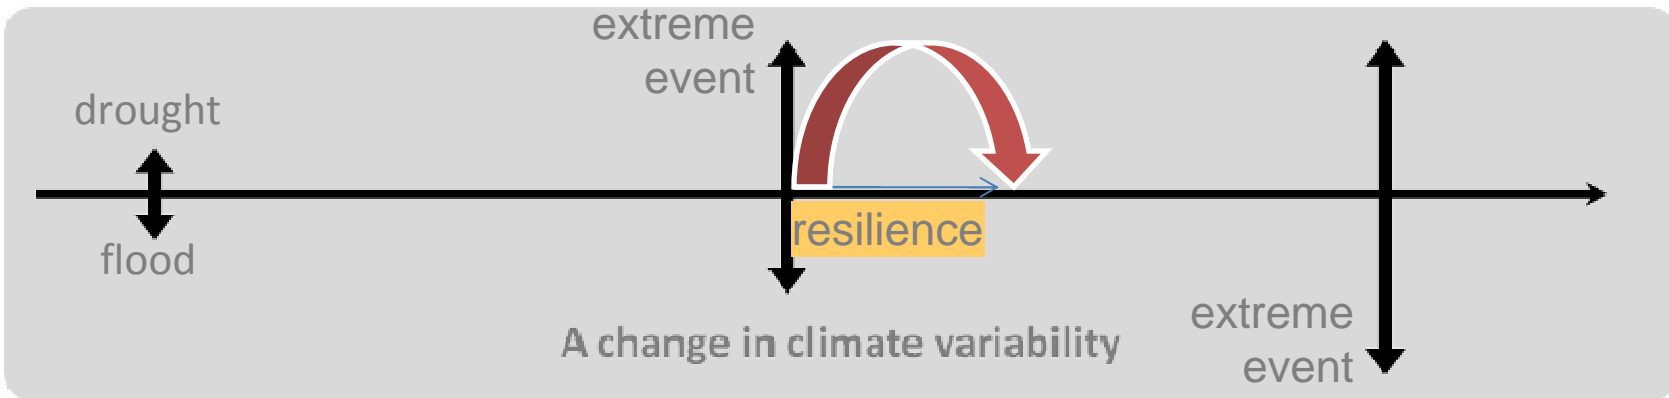 drought
flood
extreme
event
resilience
A change in climate variability
extreme
event